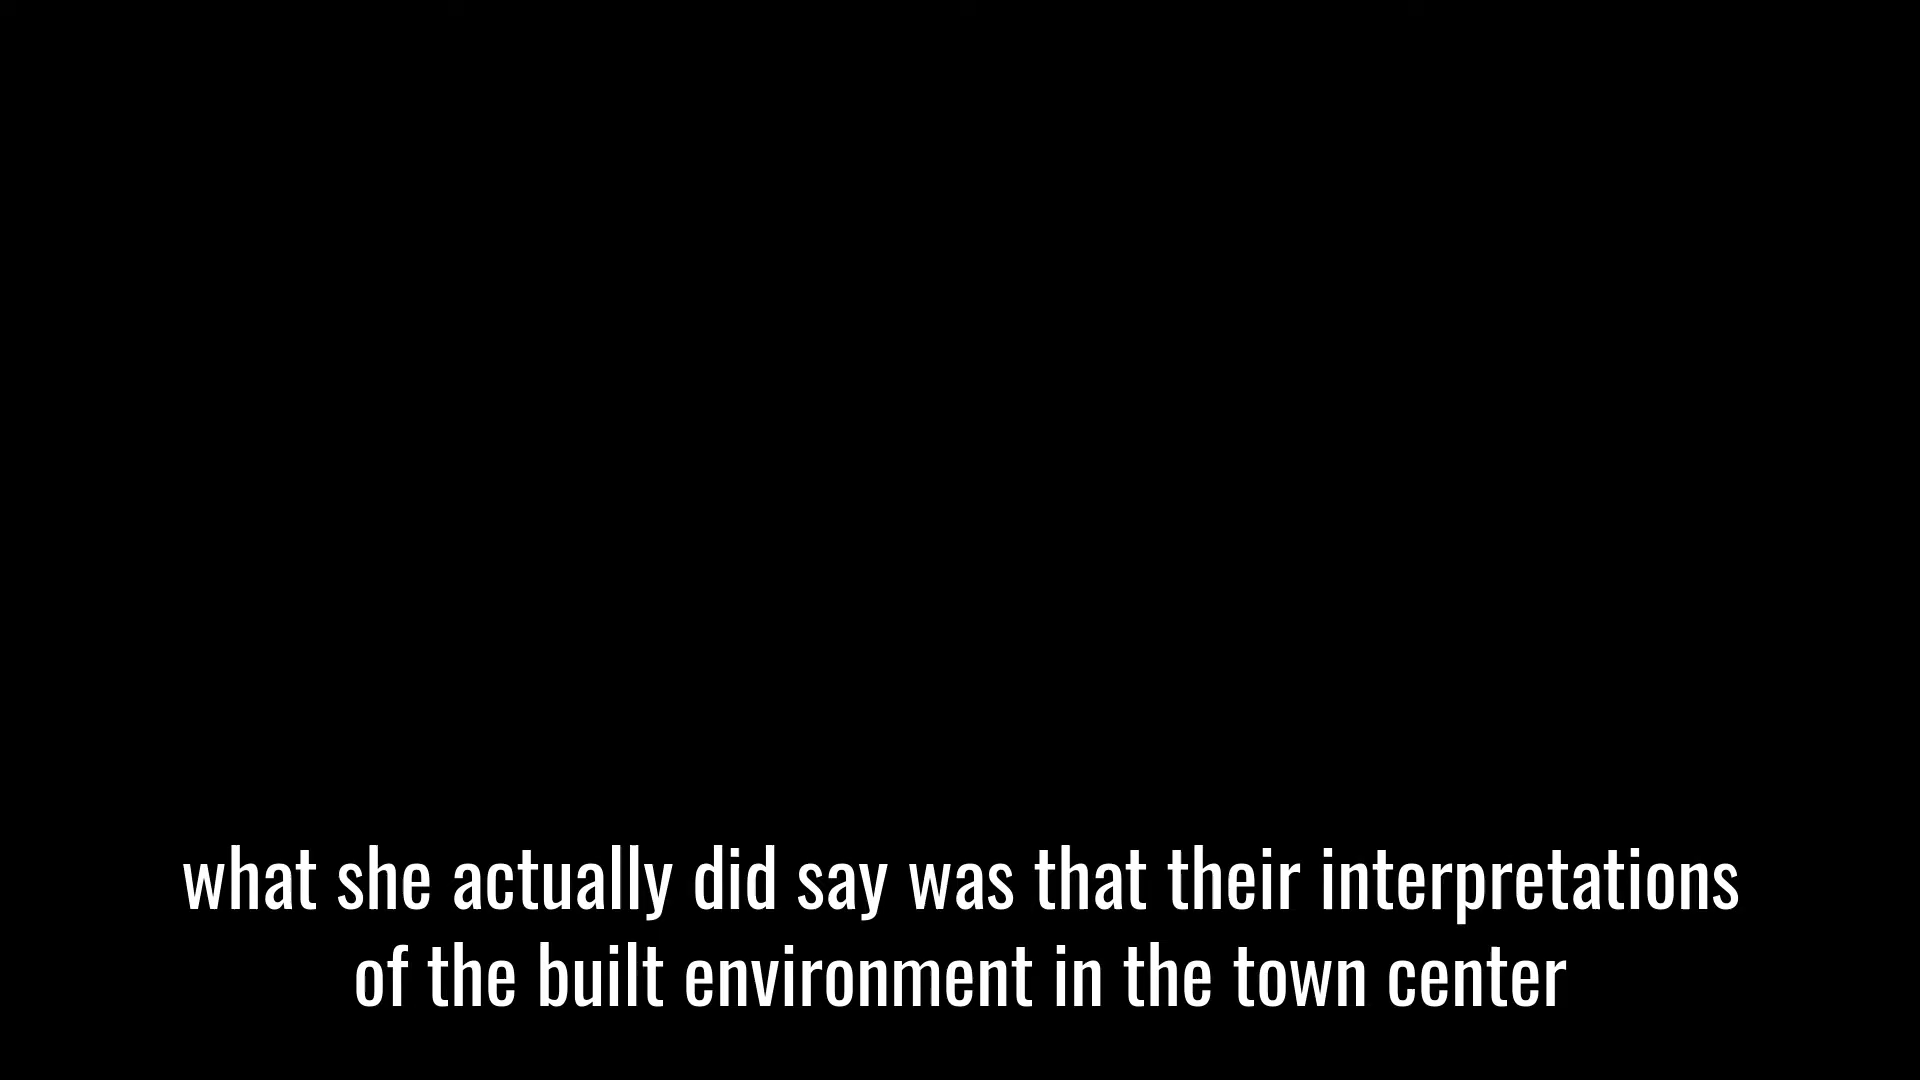 what she actually did say was that their interpretations
of the built environment in the town center